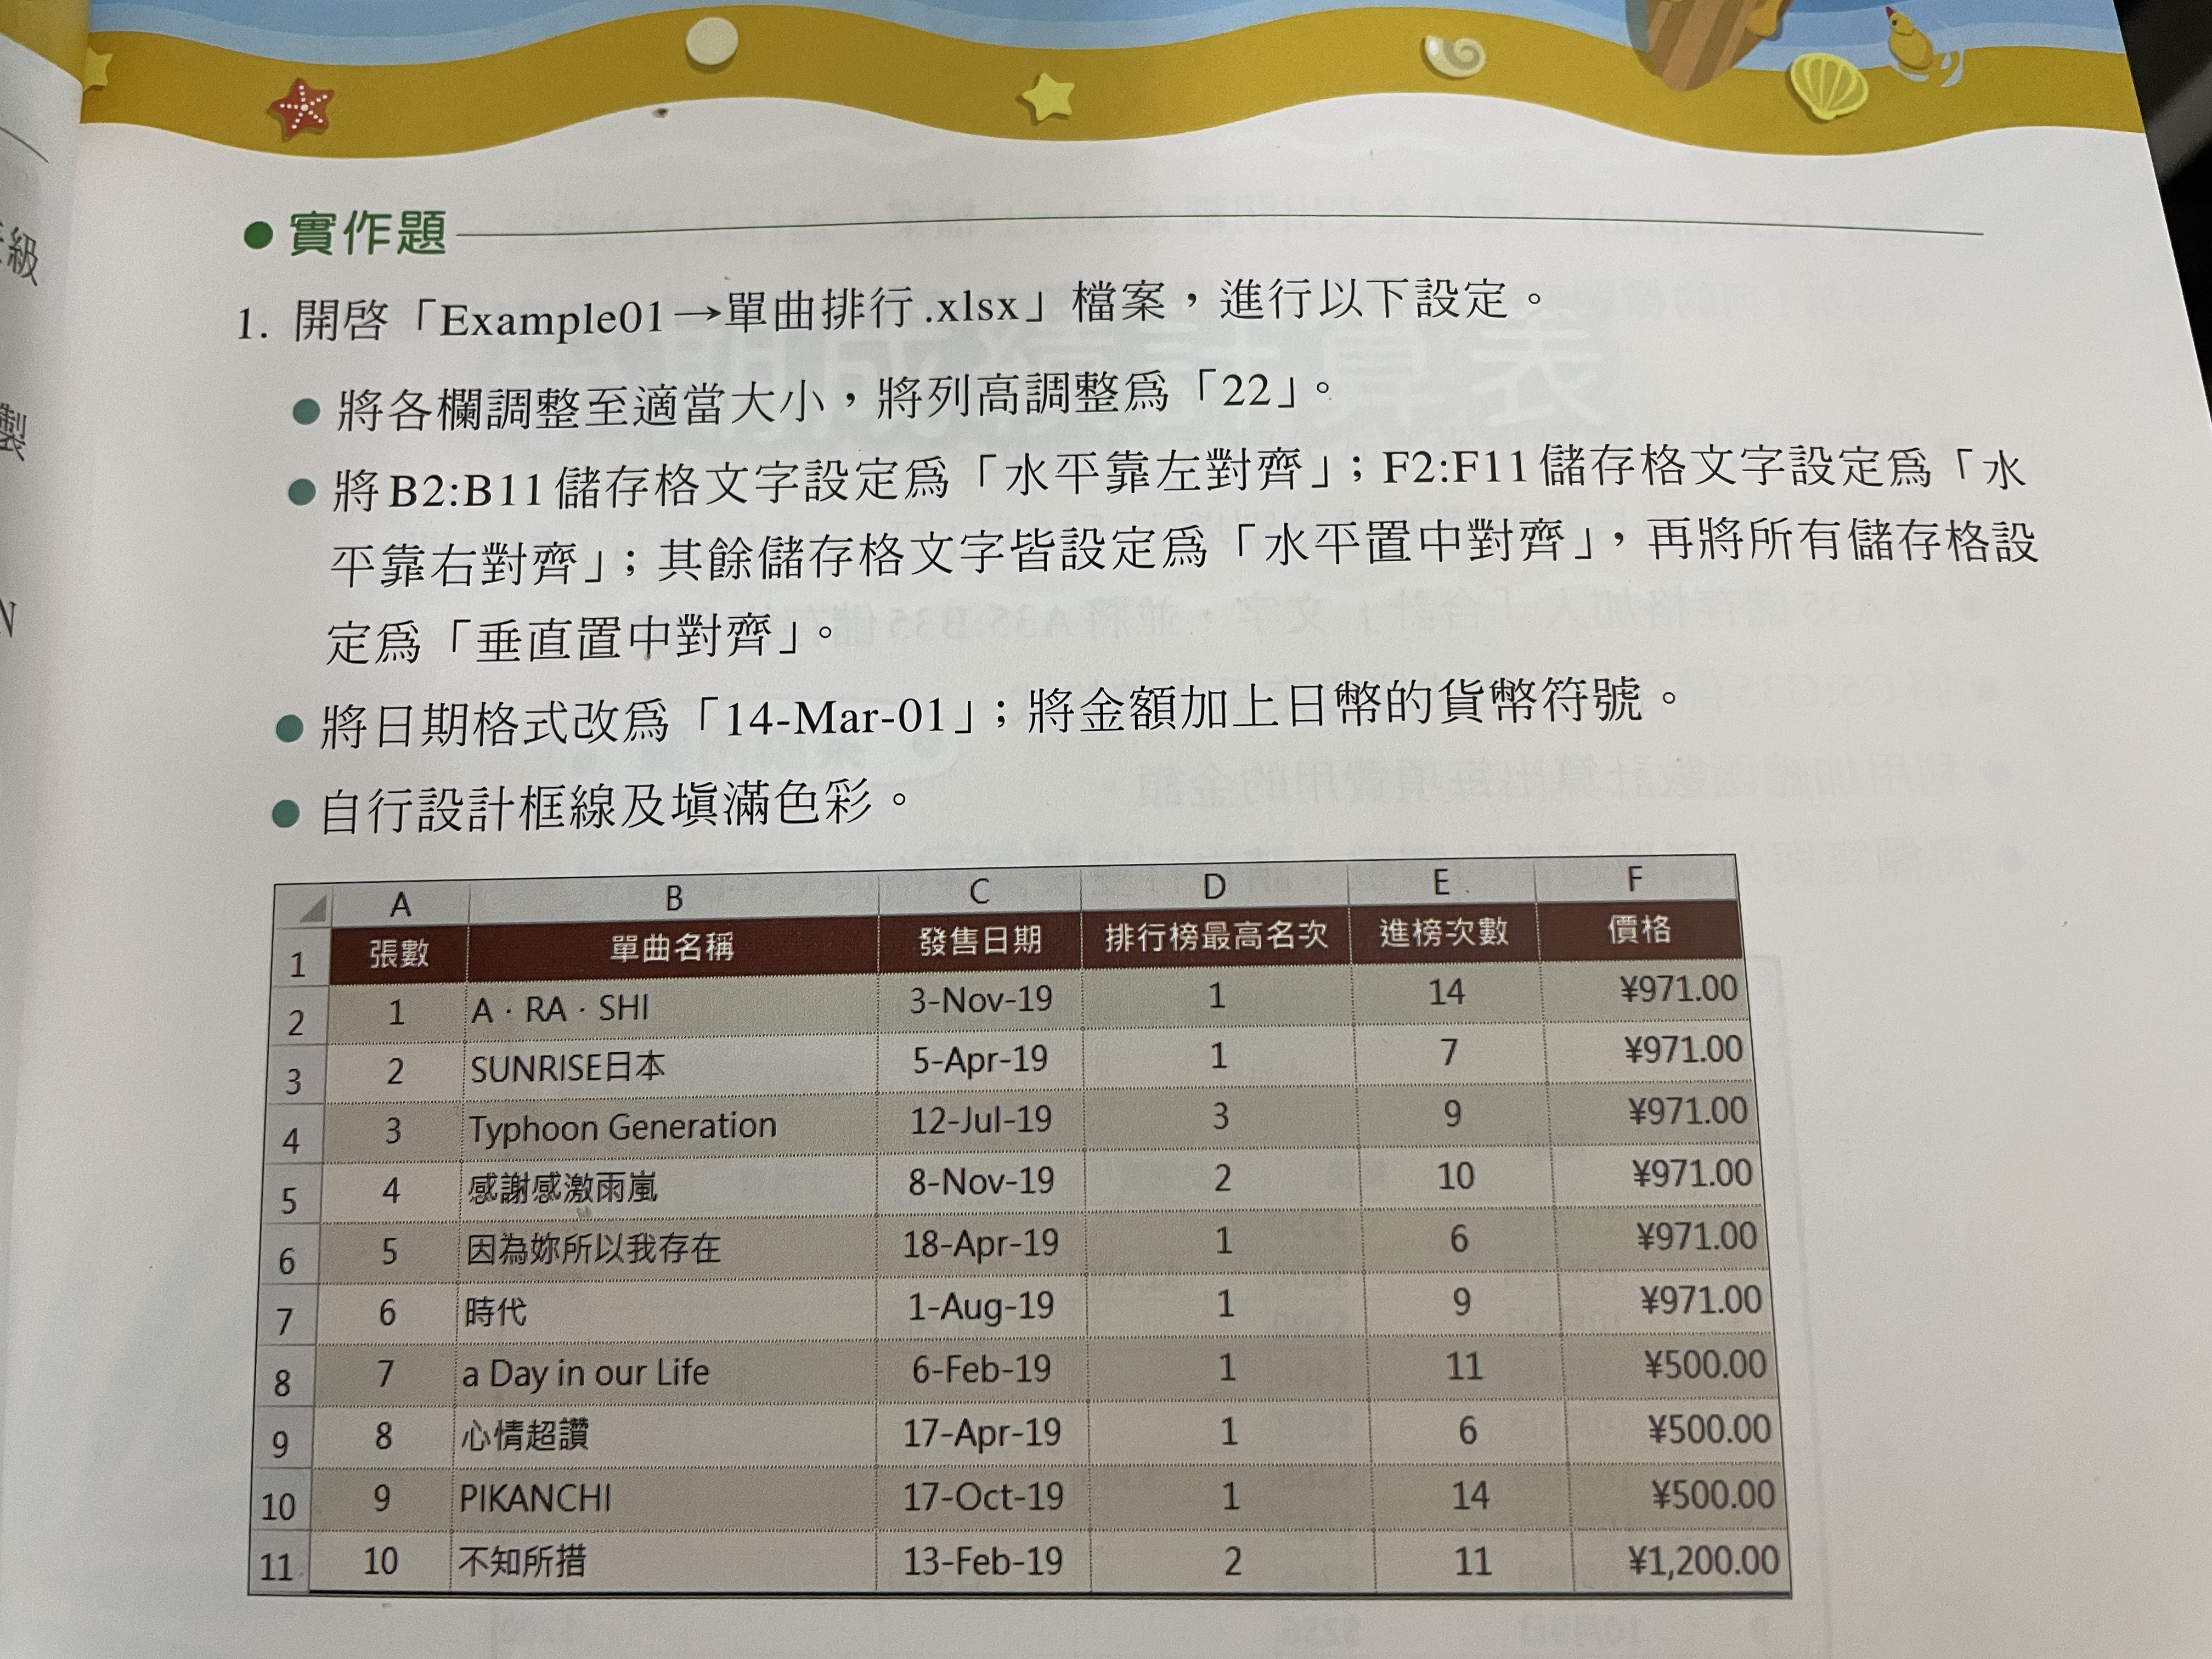 ● 實作題
1. 開啓「Example01→單曲排行.xlsx」檔案，進行以下設定。
● 將各欄調整至適當大小，將列高調整爲「22」。
● 將B2:B11儲存格文字設定爲「水平靠左對齊」；F2:F11儲存格文字設定爲「水
平靠右對齊」；其餘儲存格文字皆設定爲「水平置中對齊」，再將所有儲存格設
定爲「垂直置中對齊」。
● 將日期格式改爲「14-Mar-01」；將金額加上日幣的貨幣符號。
● 自行設計框線及塡滿色彩。
A B C D E F
1 張數 單曲名稱 發售日期 排行榜最高名次 進榜次數 價格
2 1 A · RA · SHI 3-Nov-19 1 14 ¥971.00
3 2 SUNRISE日本 5-Apr-19 1 7 ¥971.00
4 3 Typhoon Generation 12-Jul-19 3 9 ¥971.00
5 4 感謝感激雨嵐 8-Nov-19 2 10 ¥971.00
6 5 因為妳所以我存在 18-Apr-19 1 6 ¥971.00
7 6 時代 1-Aug-19 1 9 ¥971.00
8 7 a Day in our Life 6-Feb-19 1 11 ¥500.00
9 8 心情超讚 17-Apr-19 1 6 ¥500.00
10 9 PIKANCHI 17-Oct-19 1 14 ¥500.00
11 10 不知所措 13-Feb-19 2 11 ¥1,200.00
級
製
N